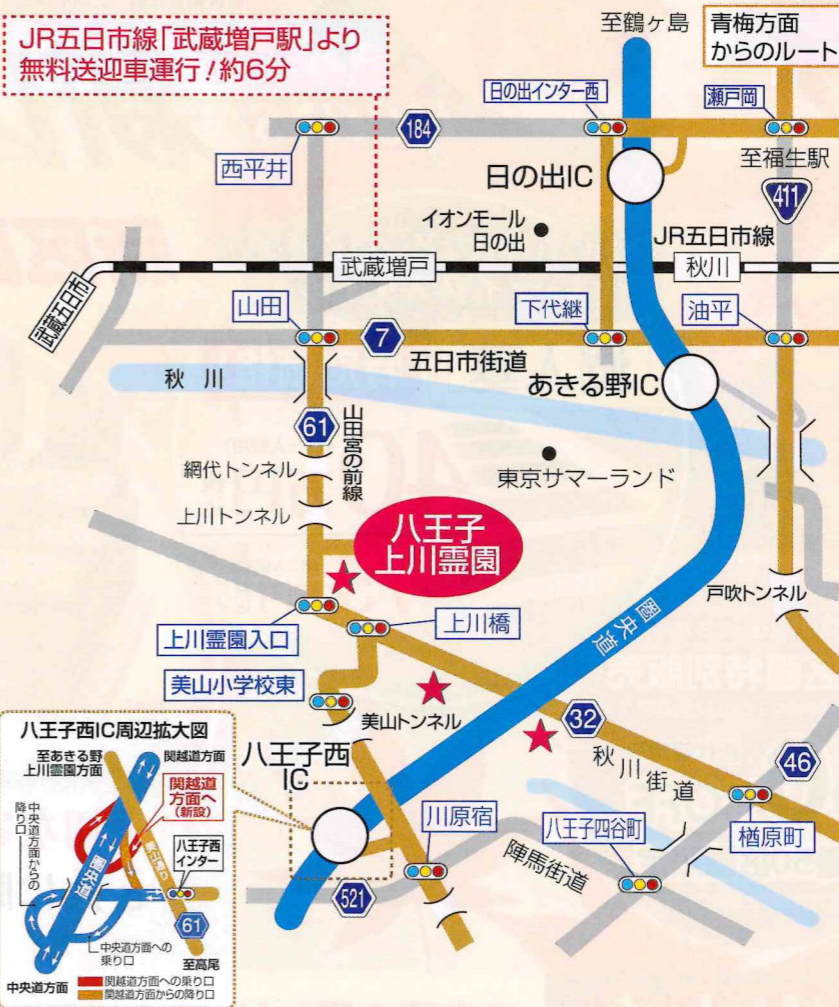 JR五日市線「武蔵増戸駅」より
無料送迎車運行！約6分
至鶴ヶ島
青梅方面
からのルート
日の出インター西
瀬戸岡
184
西平井
至福生駅
日の出IC
411
イオンモール
日の出
JR五日市線
武蔵増戸
秋川
武蔵五日市
山田
下代継
油平
7
五日市街道
あきる野IC
秋川
61
山田宮の前線
網代トンネル
東京サマーランド
上川トンネル
八王子
上川霊園
戸吹トンネル
圏央道
上川霊園入口
上川橋
美山小学校東
美山トンネル
32
秋川街道
46
八王子西
IC
川原宿
八王子四谷町
楢原町
陣馬街道
521
八王子西IC周辺拡大図
至あきる野
上川霊園方面
関越道方面
関越道
方面へ
(新設)
中央道方面からの
降り口
八王子西
インター
圏央道
61
中央道方面への
乗り口
至高尾
中央道方面
関越道方面への乗り口
関越道方面からの降り口